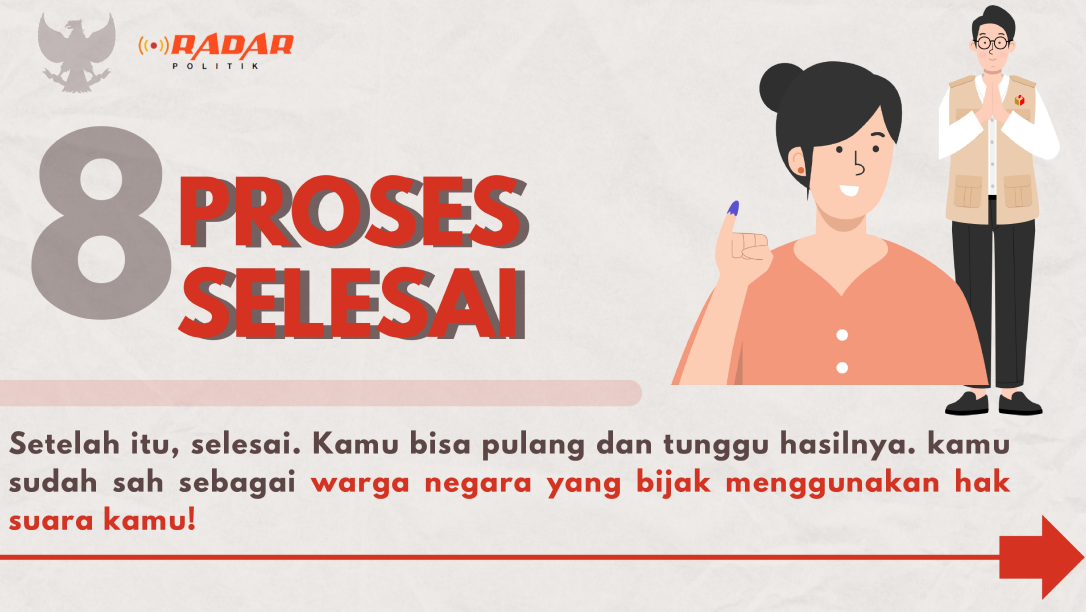 RADAR
POLITIK
8
PROSES
SELESAI
Setelah itu, selesai. Kamu bisa pulang dan tunggu hasilnya. kamu
sudah sah sebagai warga negara yang bijak menggunakan hak
suara kamu!